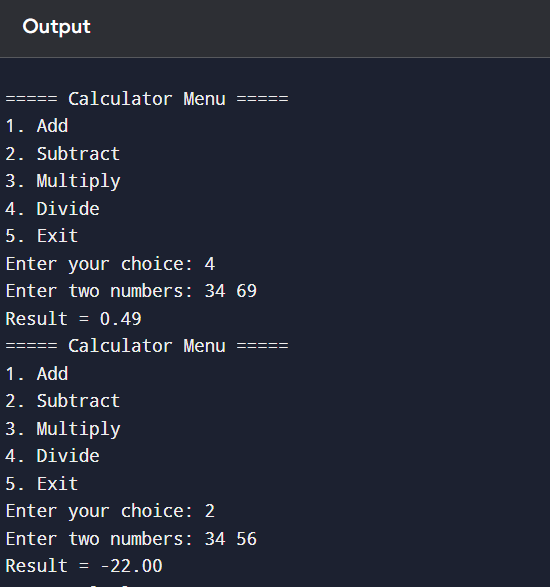 Output
===== Calculator Menu =====
1. Add
2. Subtract
3. Multiply
4. Divide
5. Exit
Enter your choice: 4
Enter two numbers: 34 69
Result = 0.49
===== Calculator Menu =====
1. Add
2. Subtract
3. Multiply
4. Divide
5. Exit
Enter your choice: 2
Enter two numbers: 34 56
Result = -22.00